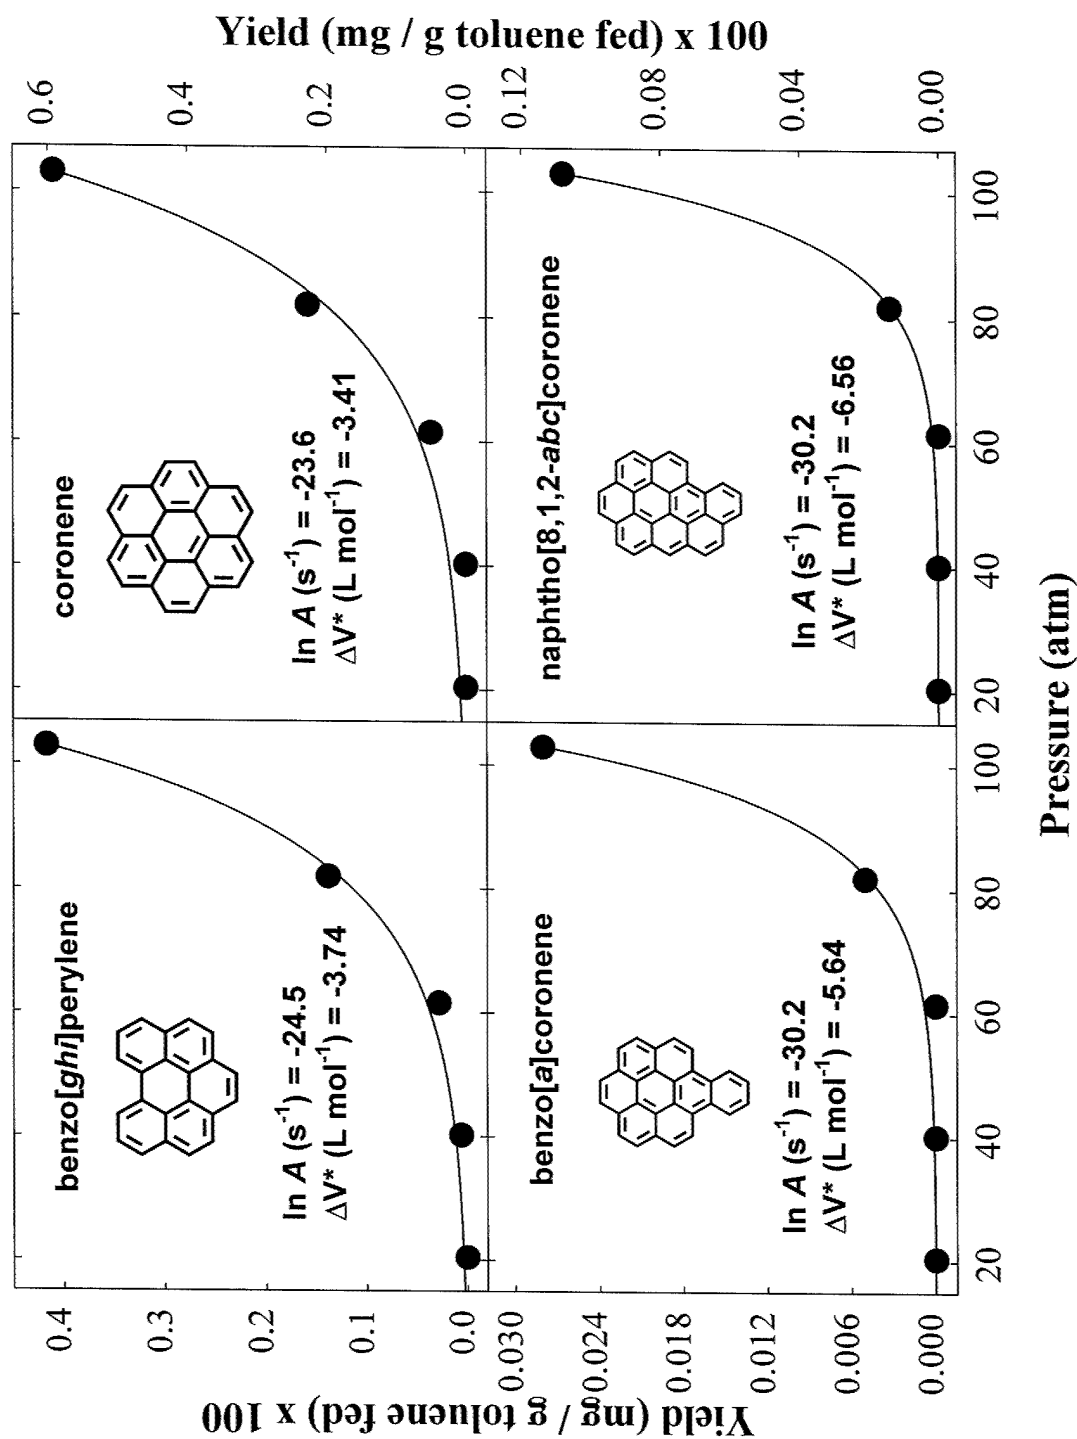 Yield (mg / g toluene fed) x 100
0.4
0.3
0.2
0.1
0.0
benzo[ghi]perylene
ln A (s⁻¹) = -24.5
ΔV* (L mol⁻¹) = -3.74
coronene
ln A (s⁻¹) = -23.6
ΔV* (L mol⁻¹) = -3.41
0.6
0.4
0.2
0.0
Yield (mg / g toluene fed) x 100
0.030
0.024
0.018
0.012
0.006
0.000
benzo[a]coronene
ln A (s⁻¹) = -30.2
ΔV* (L mol⁻¹) = -5.64
naphtho[8,1,2-abc]coronene
ln A (s⁻¹) = -30.2
ΔV* (L mol⁻¹) = -6.56
0.12
0.08
0.04
0.00
20 40 60 80 100
20 40 60 80 100
Pressure (atm)